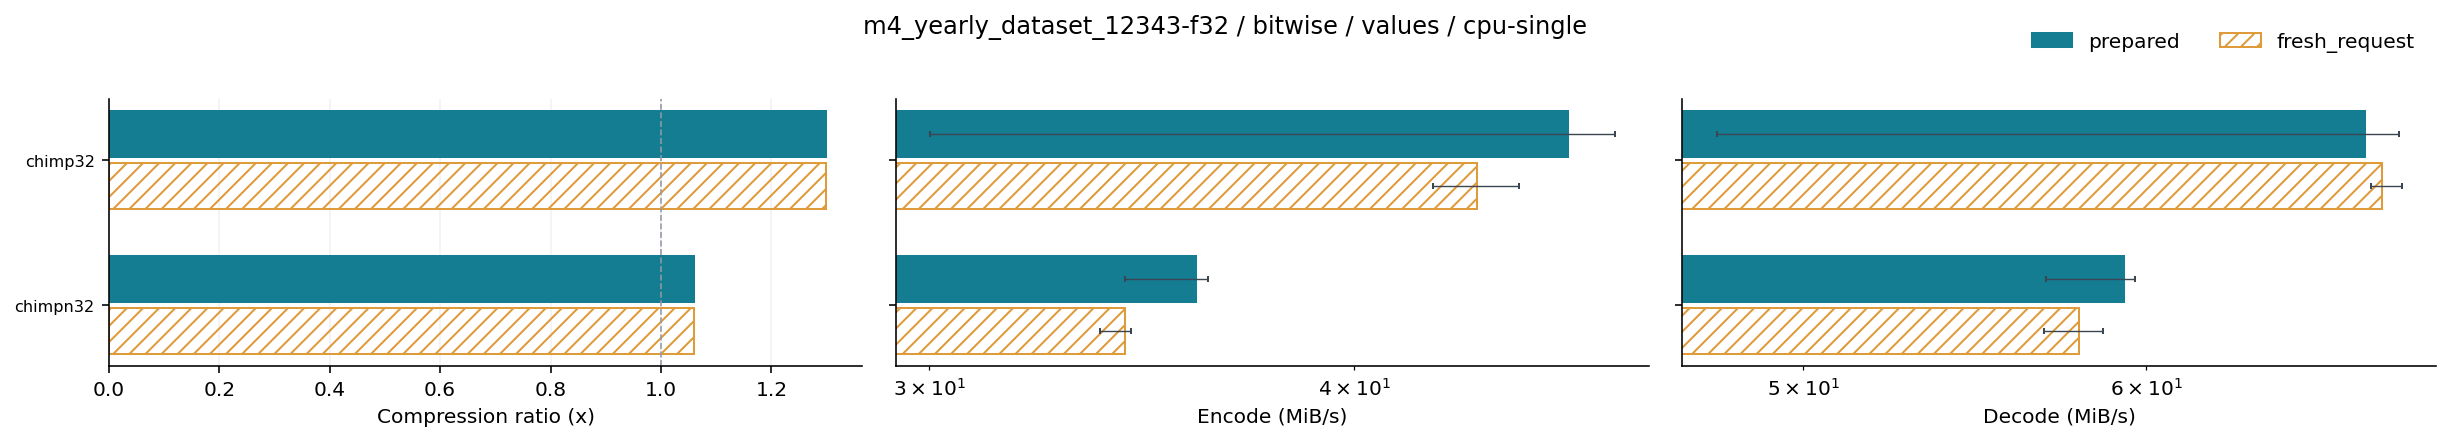 m4_yearly_dataset_12343-f32 / bitwise / values / cpu-single
prepared
fresh_request
chimp32
chimpn32
0.0 0.2 0.4 0.6 0.8 1.0 1.2
Compression ratio (x)
3 × 10¹ 4 × 10¹
Encode (MiB/s)
5 × 10¹ 6 × 10¹
Decode (MiB/s)